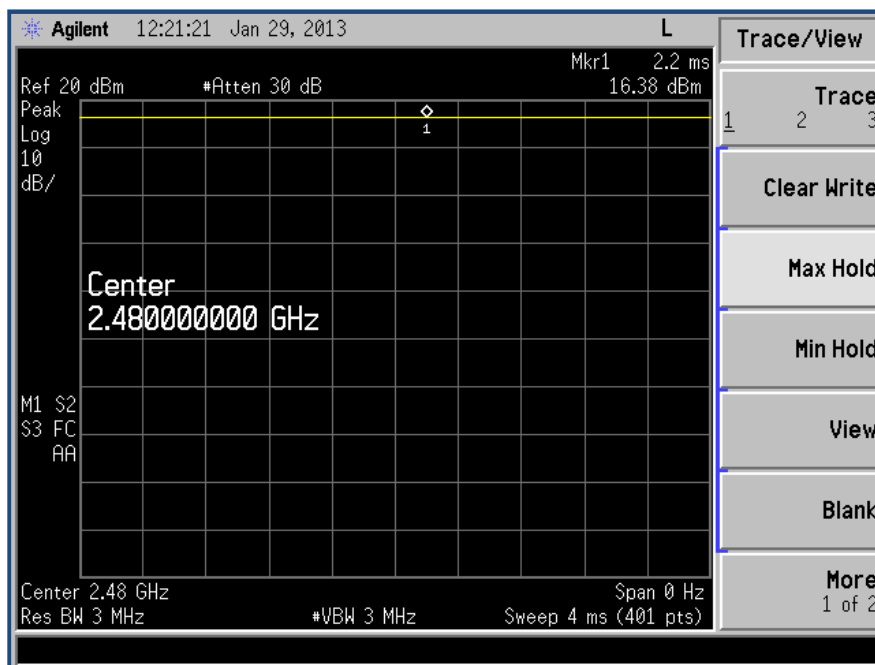 Agilent 12:21:21 Jan 29, 2013 L
Trace/View
Mkr1 2.2 ms
Ref 20 dBm #Atten 30 dB 16.38 dBm
Peak
Log
10
dB/
1
Center
2.480000000 GHz
M1 S2
S3 FC
AA
Center 2.48 GHz Span 0 Hz
Res BW 3 MHz #VBW 3 MHz Sweep 4 ms (401 pts)
Trace
1 2 3
Clear Write
Max Hold
Min Hold
View
Blank
More
1 of 2